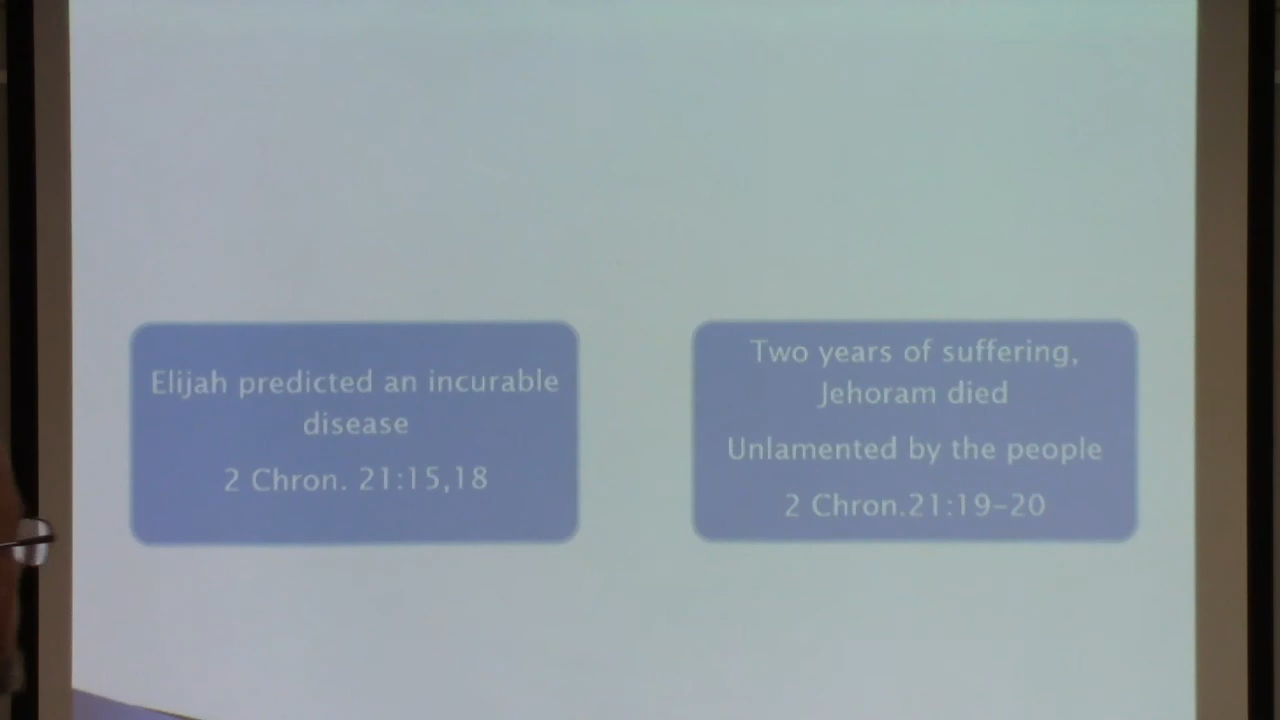 Elijah predicted an incurable
disease
2 Chron. 21:15,18
Two years of suffering,
Jehoram died
Unlamented by the people
2 Chron.21:19-20